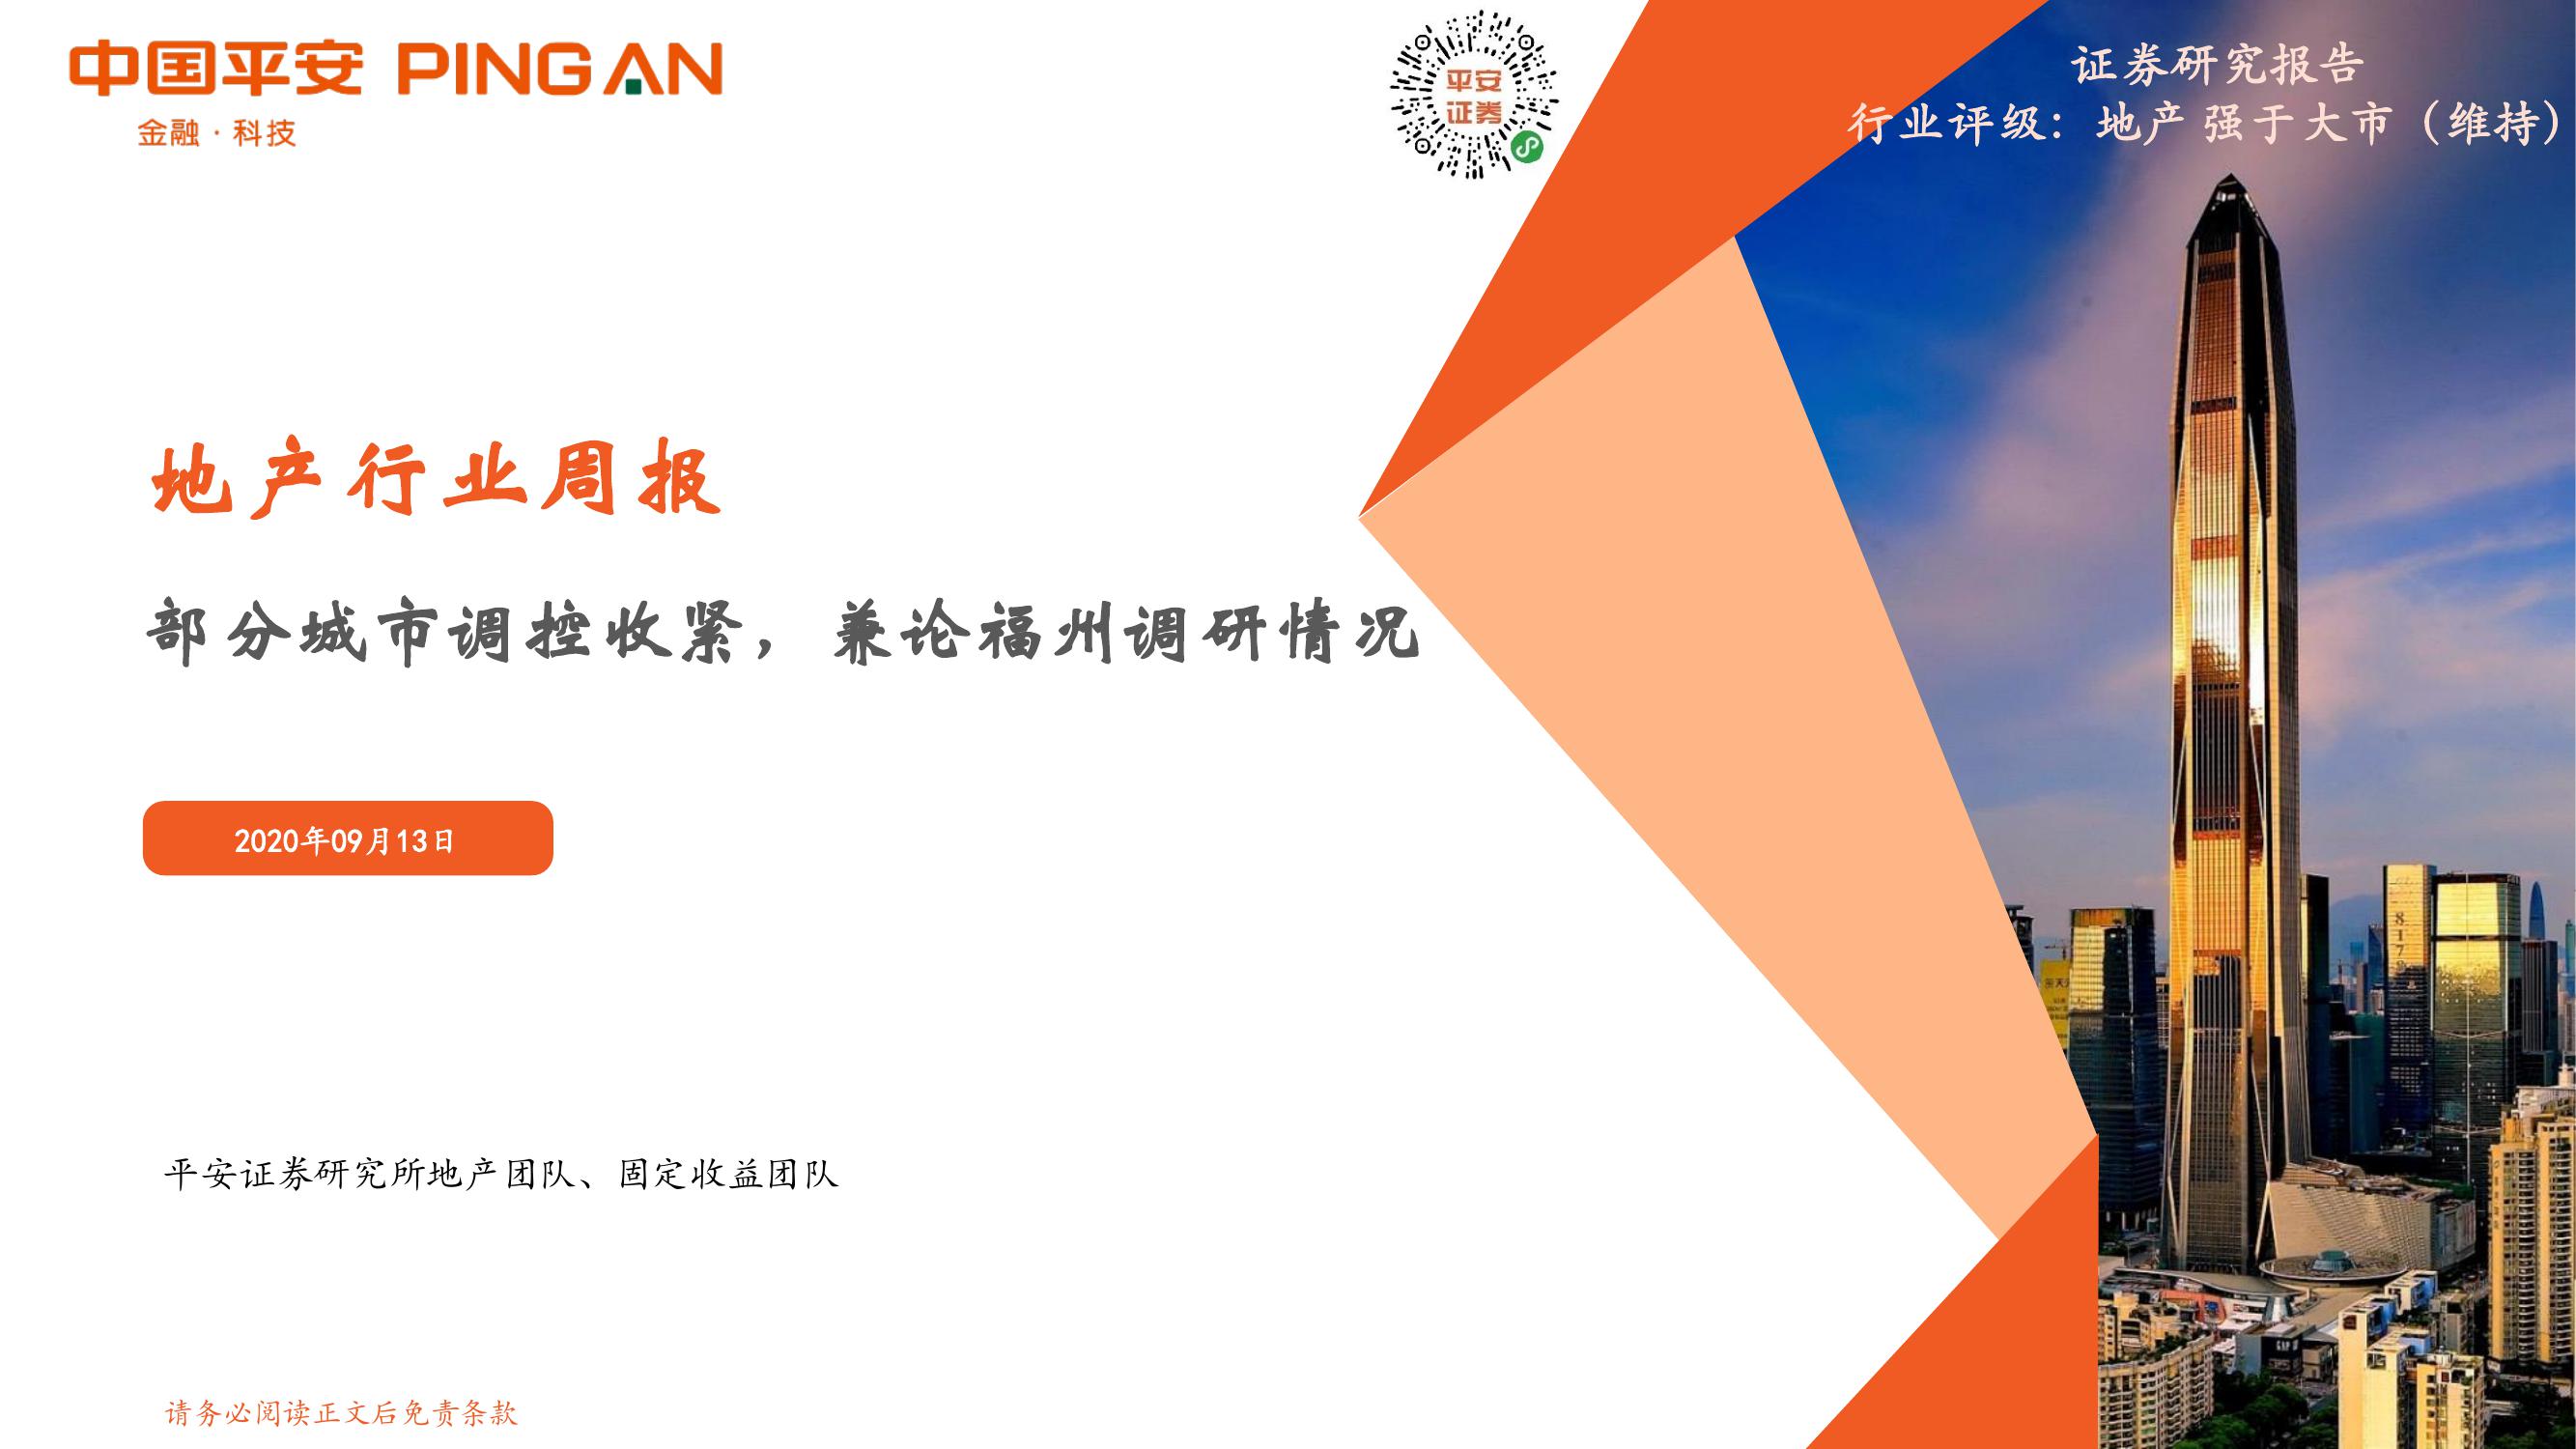 中国平安 PINGAN
金融·科技
平安
证券
证券研究报告
行业评级：地产 强于大市（维持）
地产行业周报
部分城市调控收紧，兼论福州调研情况
2020年09月13日
平安证券研究所地产团队、固定收益团队
请务必阅读正文后免责条款